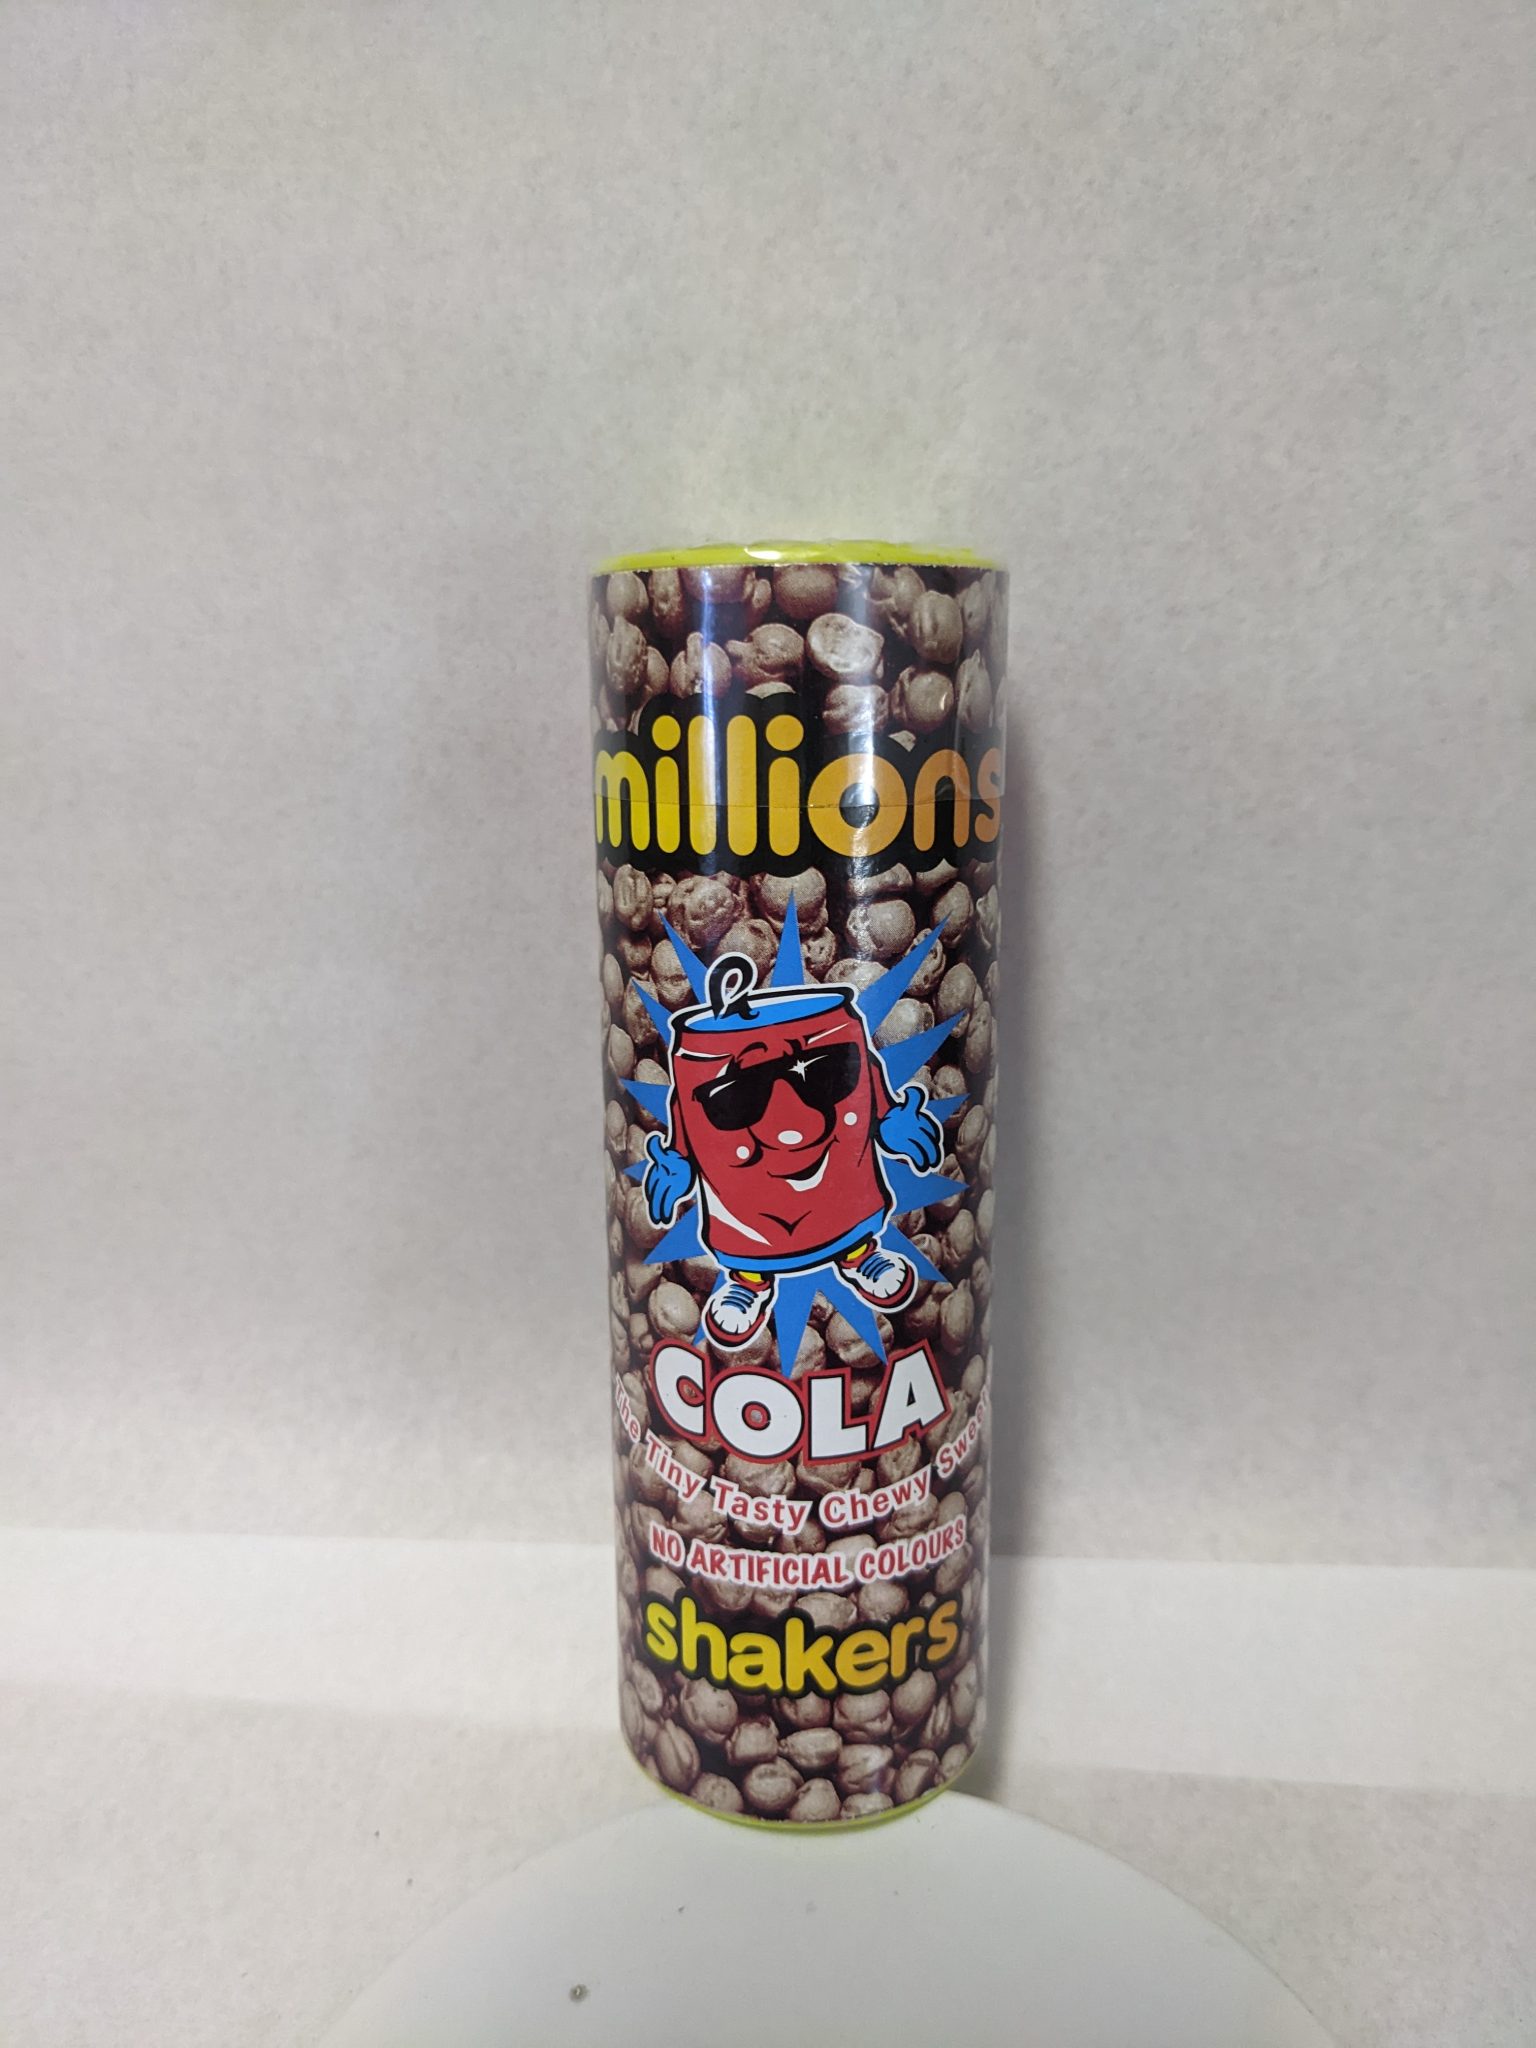 millions
COLA
The Tiny Tasty Chewy Sweet
NO ARTIFICIAL COLOURS
shakers